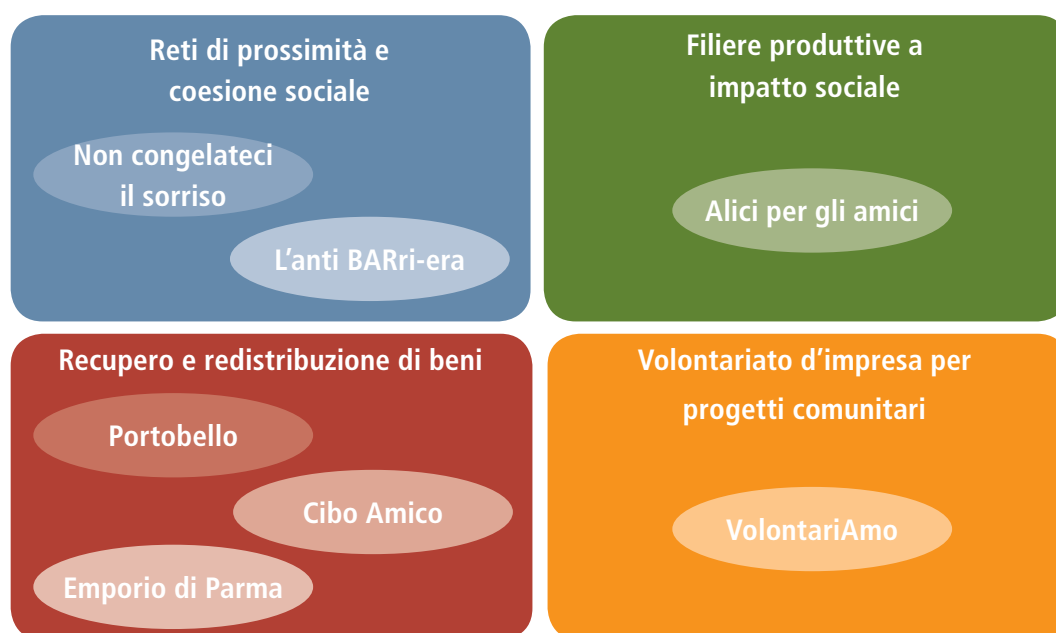 Reti di prossimità e
coesione sociale
Non congelateci
il sorriso
L'anti BARri-era
Filiere produttive a
impatto sociale
Alici per gli amici
Recupero e redistribuzione di beni
Portobello
Cibo Amico
Emporio di Parma
Volontariato d'impresa per
progetti comunitari
VolontariAmo